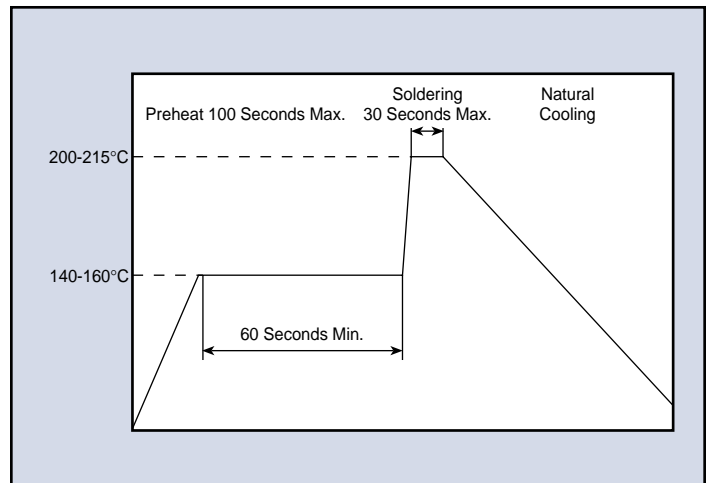 Soldering
Natural
Preheat 100 Seconds Max.
30 Seconds Max.
Cooling
200-215°C
140-160°C
60 Seconds Min.